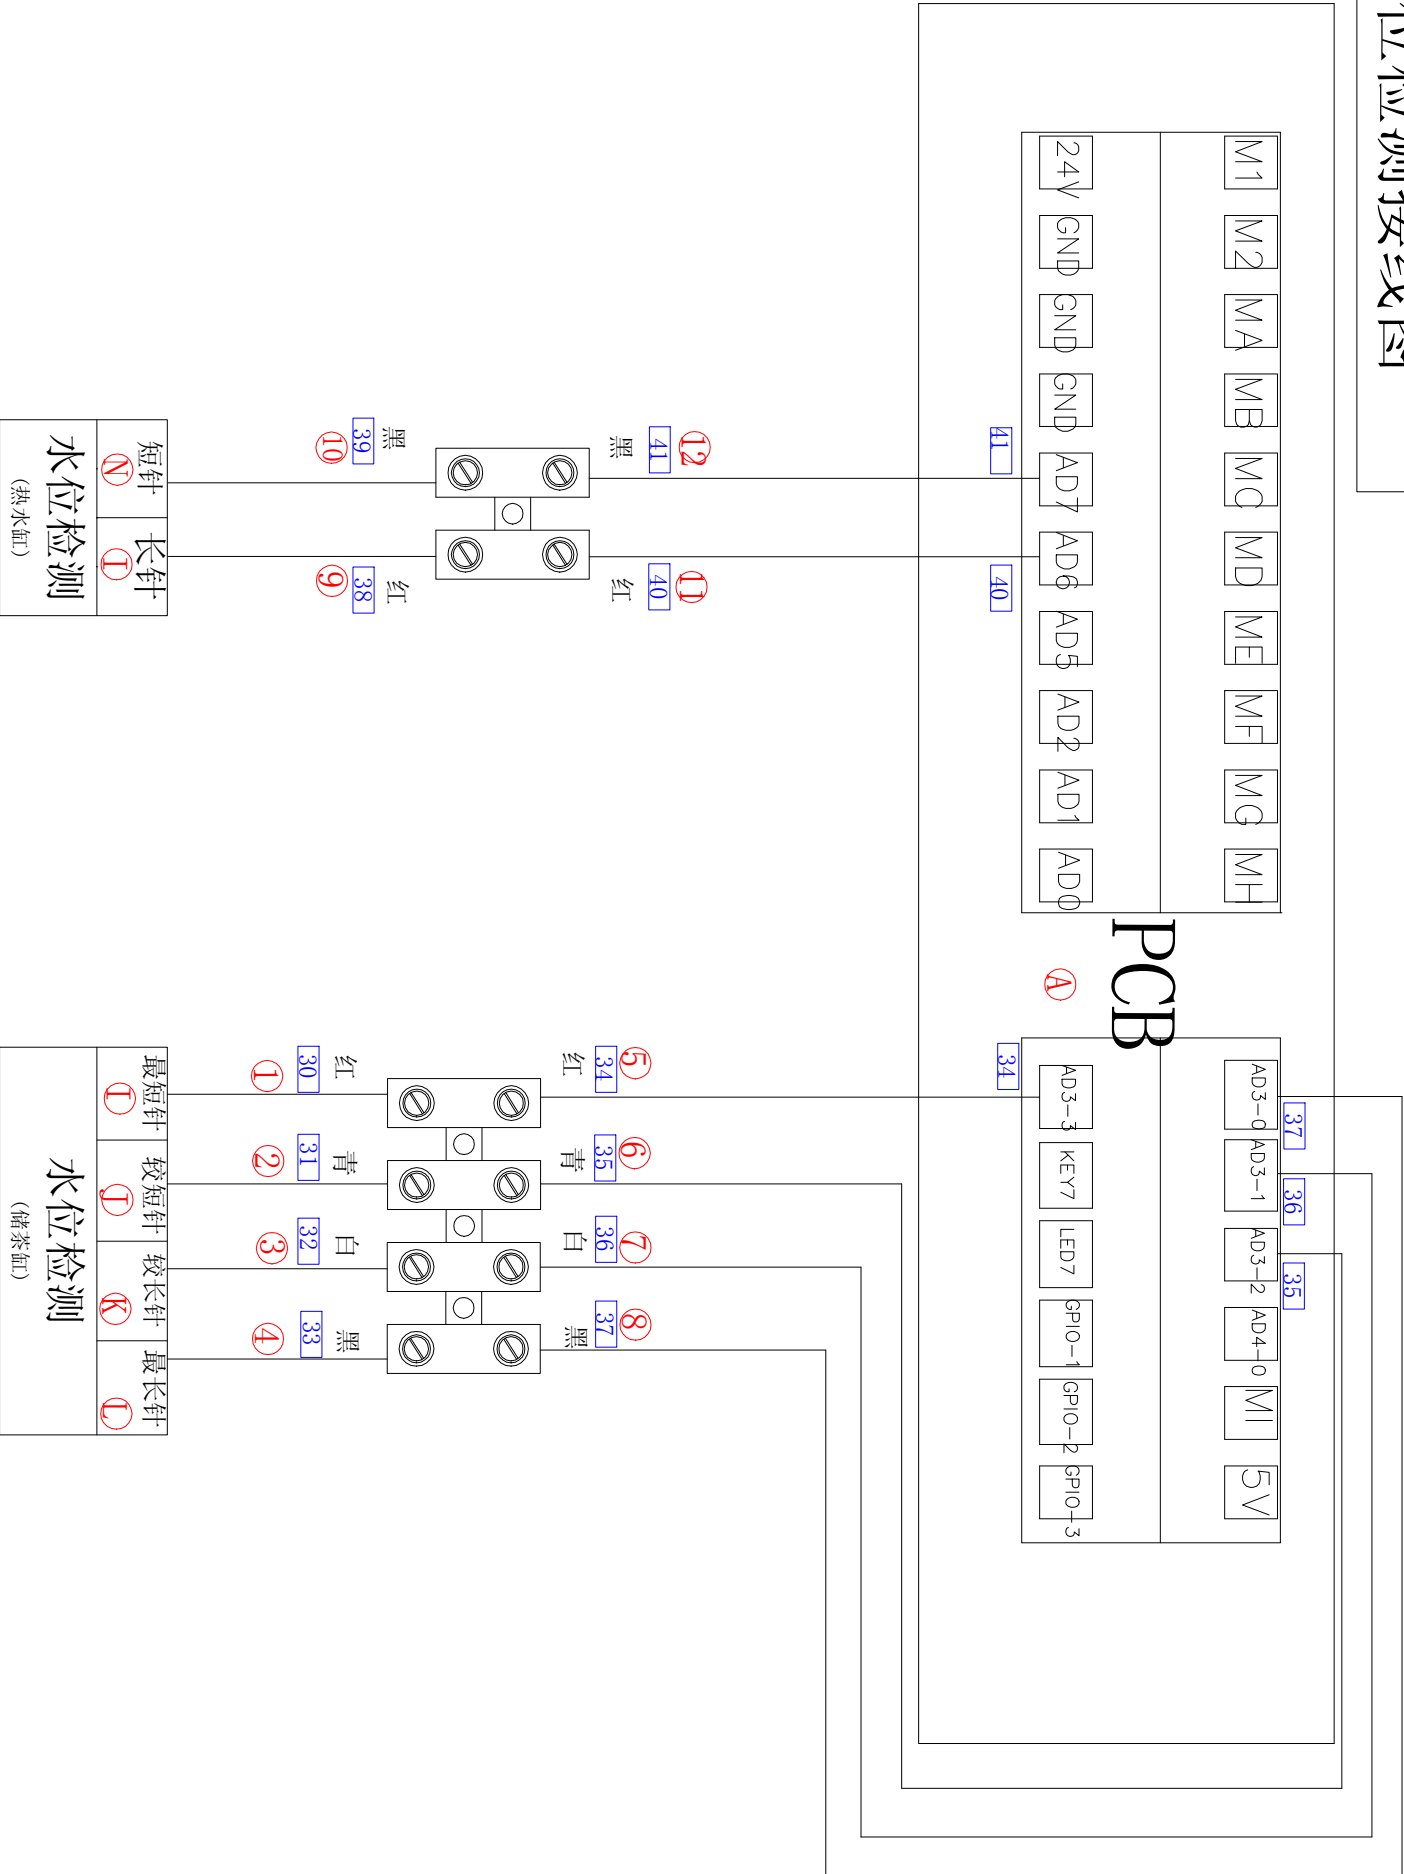 位检测接线图
37 36 35
M1 M2 MA MB MC MD ME MF MG MH
AD3-0 AD3-1 AD3-2 AD4-0 MI 5V
PCB
A
24V GND GND GND AD7 AD6 AD5 AD2 AD1 AD0
AD3-3 KEY7 LED7 GPIO-1 GPIO-2 GPIO-3
41 40 34
12 11
41 40
黑 红
5 6 7 8
34 35 36 37
红 青 白 黑
黑 红
39 38
10 9
红 青 白 黑
30 31 32 33
1 2 3 4
短针 长针
N I
水位检测
(热水缸)
最短针 较短针 较长针 最长针
I J K L
水位检测
(储茶缸)